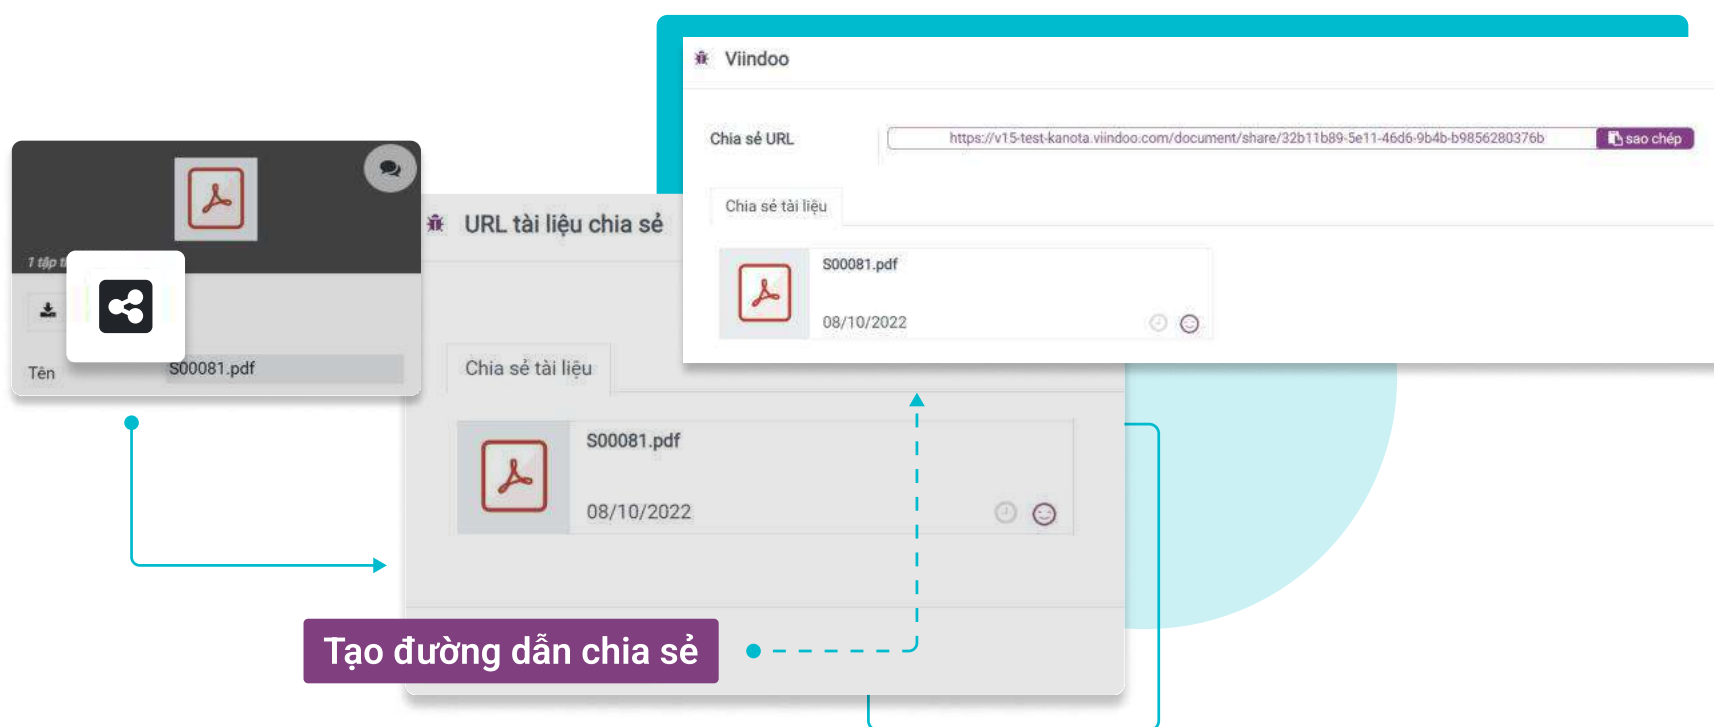 Viindoo
Chia sẻ URL
https://v15-test-kanota.viindoo.com/document/share/32b11b89-5e11-46d6-9b4b-b9856280376b
sao chép
Chia sẻ tài liệu
S00081.pdf
08/10/2022
1 tập
Tên
S00081.pdf
URL tài liệu chia sẻ
Chia sẻ tài liệu
S00081.pdf
08/10/2022
Tạo đường dẫn chia sẻ